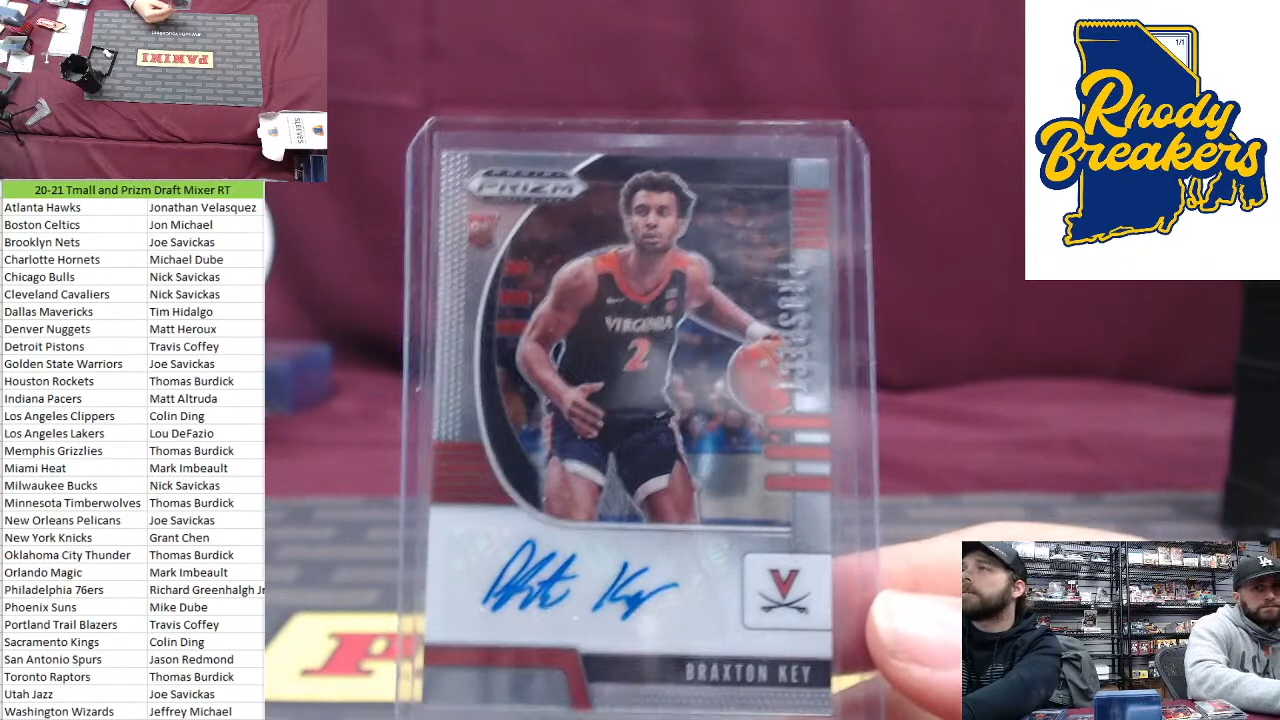 PANINI
SLEEVES
1/1
Rhody
Breakers
20-21 Tmall and Prizm Draft Mixer RT
Atlanta Hawks Jonathan Velasquez
Boston Celtics Jon Michael
Brooklyn Nets Joe Savickas
Charlotte Hornets Michael Dube
Chicago Bulls Nick Savickas
Cleveland Cavaliers Nick Savickas
Dallas Mavericks Tim Hidalgo
Denver Nuggets Matt Heroux
Detroit Pistons Travis Coffey
Golden State Warriors Joe Savickas
Houston Rockets Thomas Burdick
Indiana Pacers Matt Altruda
Los Angeles Clippers Colin Ding
Los Angeles Lakers Lou DeFazio
Memphis Grizzlies Thomas Burdick
Miami Heat Mark Imbeault
Milwaukee Bucks Nick Savickas
Minnesota Timberwolves Thomas Burdick
New Orleans Pelicans Joe Savickas
New York Knicks Grant Chen
Oklahoma City Thunder Thomas Burdick
Orlando Magic Mark Imbeault
Philadelphia 76ers Richard Greenhalgh Jr
Phoenix Suns Mike Dube
Portland Trail Blazers Travis Coffey
Sacramento Kings Colin Ding
San Antonio Spurs Jason Redmond
Toronto Raptors Thomas Burdick
Utah Jazz Joe Savickas
Washington Wizards Jeffrey Michael
PRIZM
PROSPECT
VIRGINIA
2
V
BRAXTON KEY
LA